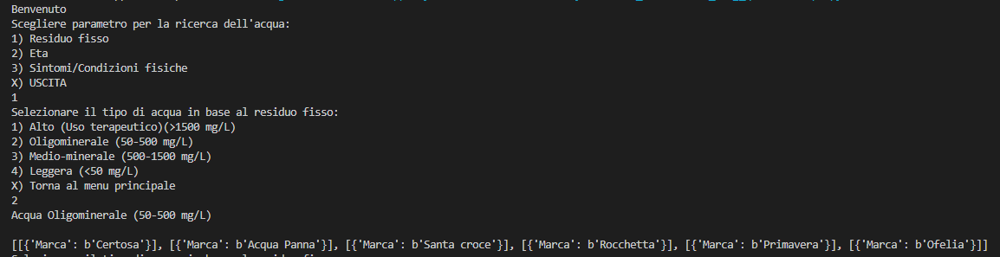 Benvenuto
Scegliere parametro per la ricerca dell'acqua:
1) Residuo fisso
2) Eta
3) Sintomi/Condizioni fisiche
X) USCITA
1
Selezionare il tipo di acqua in base al residuo fisso:
1) Alto (Uso terapeutico)(>1500 mg/L)
2) Oligominerale (50-500 mg/L)
3) Medio-minerale (500-1500 mg/L)
4) Leggera (<50 mg/L)
X) Torna al menu principale
2
Acqua Oligominerale (50-500 mg/L)
[[{'Marca': b'Certosa'}], [{'Marca': b'Acqua Panna'}], [{'Marca': b'Santa croce'}], [{'Marca': b'Rocchetta'}], [{'Marca': b'Primavera'}], [{'Marca': b'Ofelia'}]]